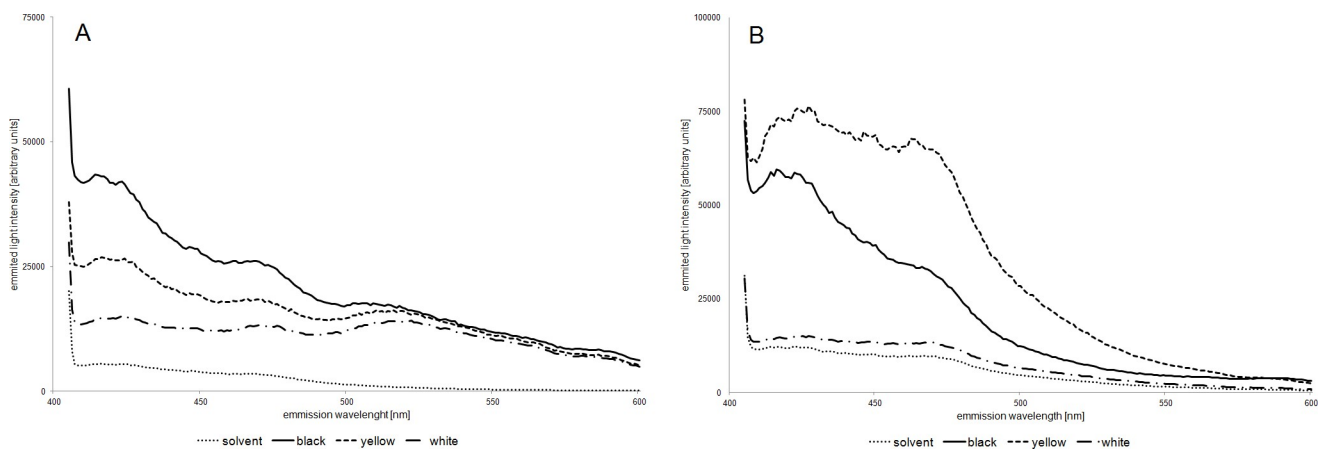 A
75000
50000
25000
0
emmited light intensity [arbitrary units]
400
450
500
550
600
emmission wavelenght [nm]
solvent black yellow white
B
100000
75000
50000
25000
0
emmited light intensity [arbitrary units]
400
450
500
550
600
emmission wavelength [nm]
solvent black yellow white